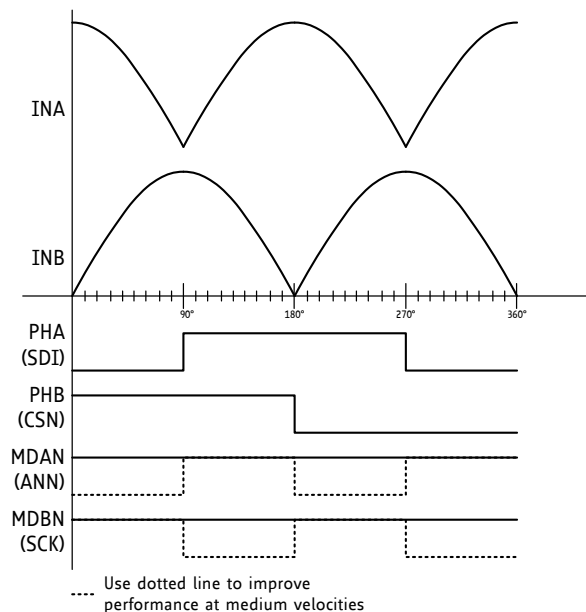 INA
INB
90°
180°
270°
360°
PHA
(SDI)
PHB
(CSN)
MDAN
(ANN)
MDBN
(SCK)
Use dotted line to improve
performance at medium velocities